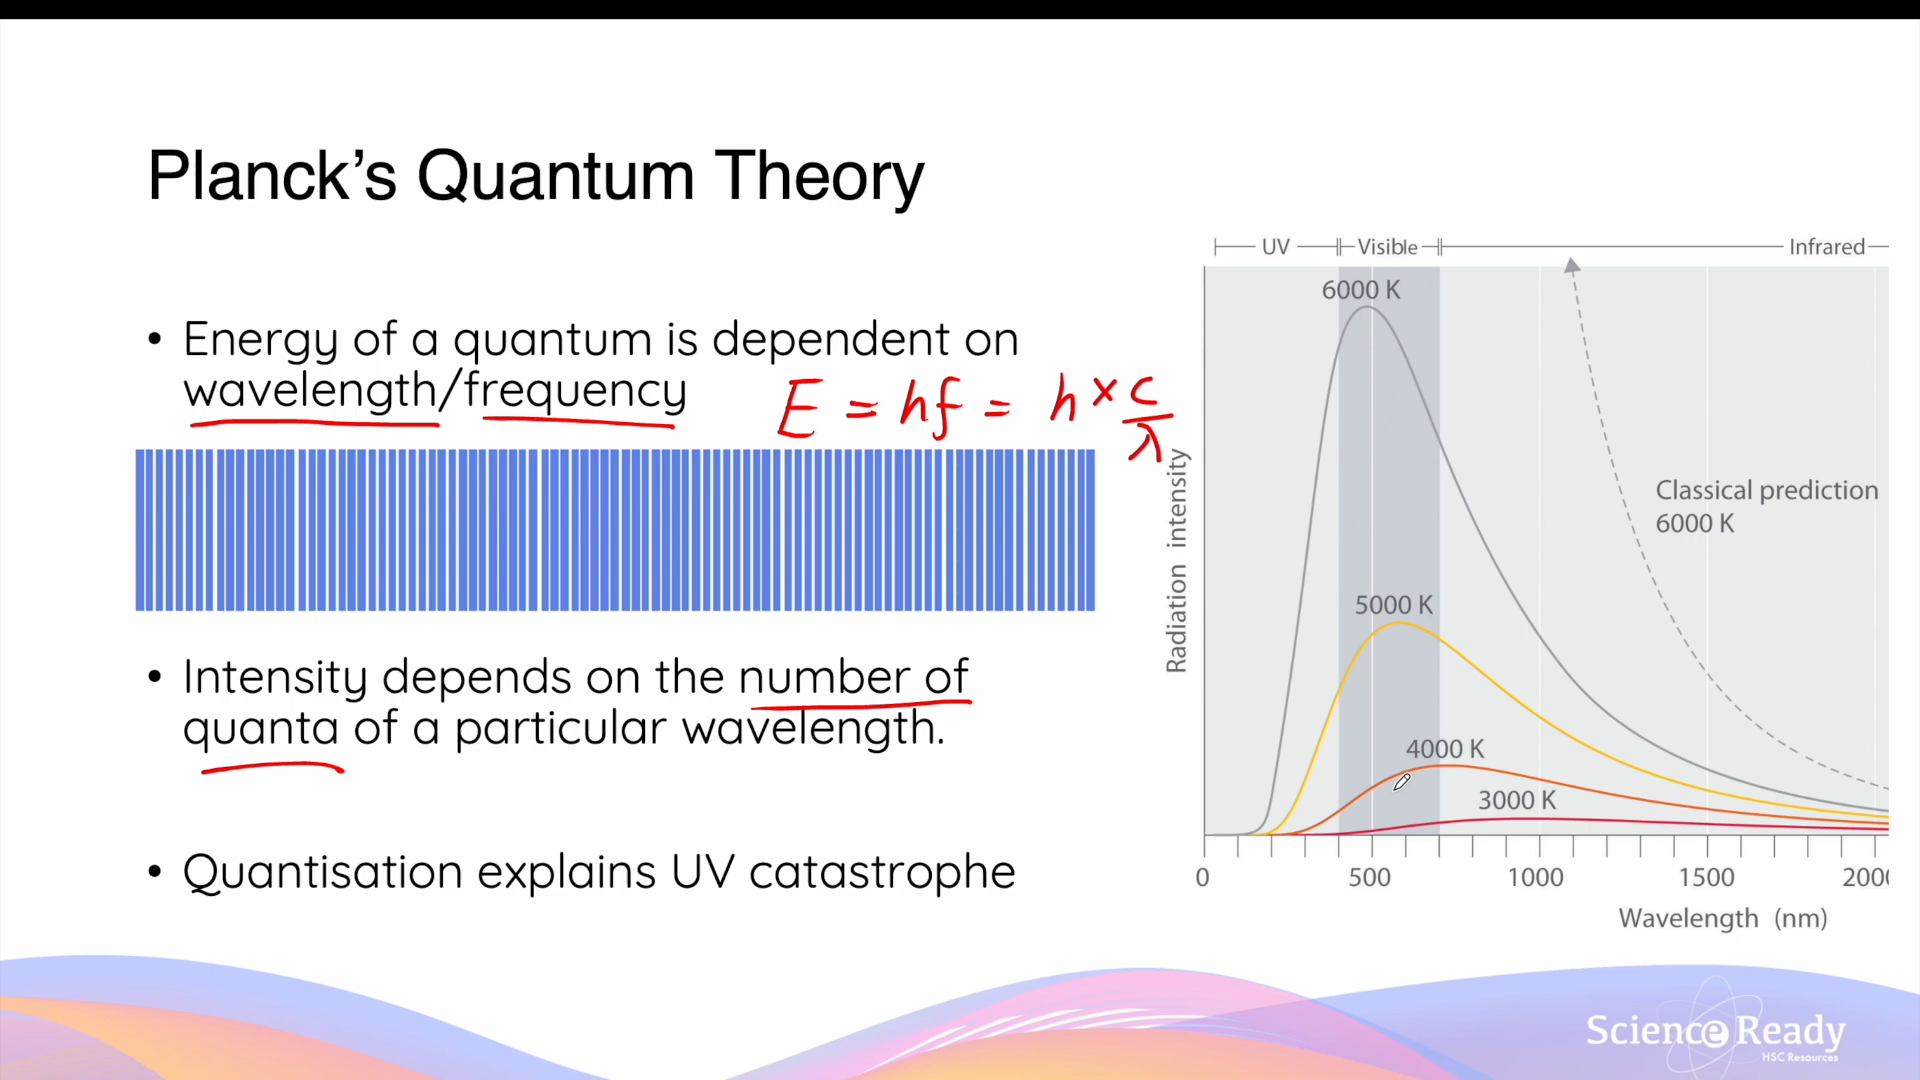 Planck’s Quantum Theory
• Energy of a quantum is dependent on
wavelength/frequency
E = hf = h × c/λ
• Intensity depends on the number of
quanta of a particular wavelength.
• Quantisation explains UV catastrophe
UV Visible Infrared
6000 K
Classical prediction
6000 K
5000 K
4000 K
3000 K
Radiation intensity
0 500 1000 1500 2000
Wavelength (nm)
Science Ready
HSC Resources